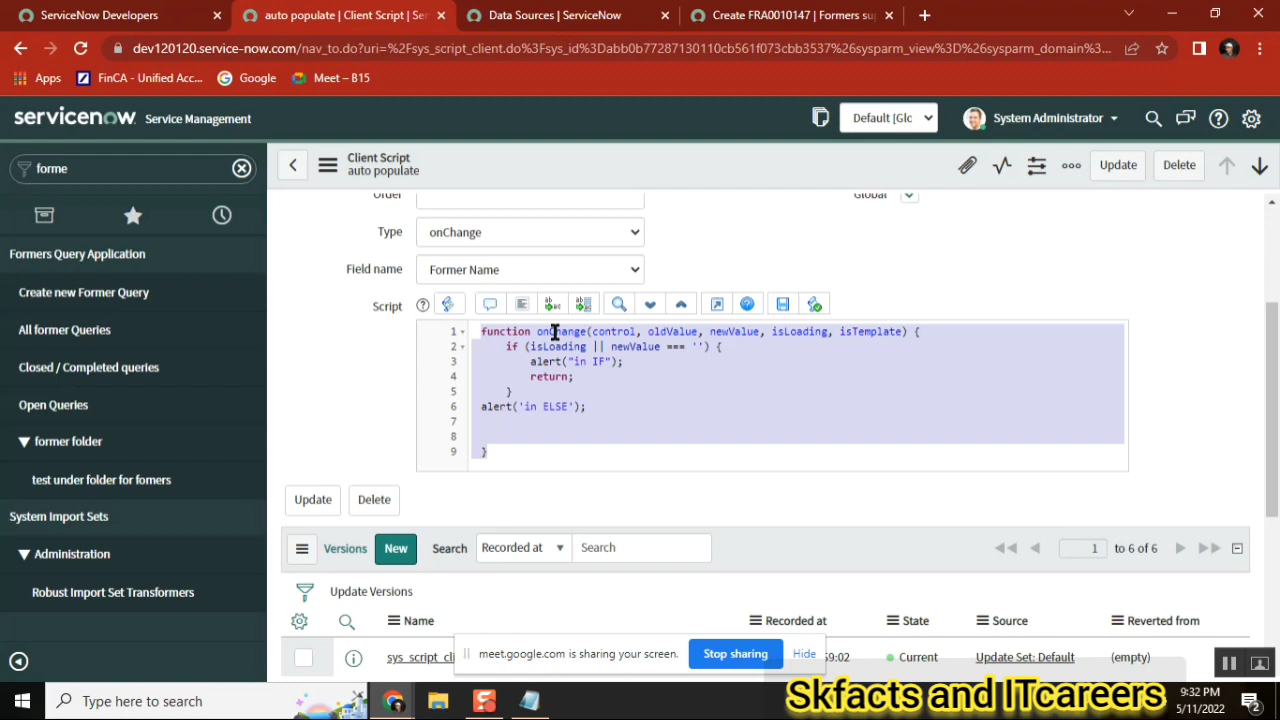 ServiceNow Developers
auto populate | Client Script | Ser
Data Sources | ServiceNow
Create FRA0010147 | Formers su
dev120120.service-now.com/nav_to.do?uri=%2Fsys_script_client.do%3Fsys_id%3Dabb0b77287130110cb561f073cbb3537%26sysparm_view%3D%26sysparm_domain...
Apps
FinCA - Unified Acc...
Google
Meet – B15
servicenow. Service Management
Default [Glo
System Administrator
forme
Client Script
auto populate
Update
Delete
Order
Global
Type
onChange
Formers Query Application
Field name
Former Name
Create new Former Query
Script
All former Queries
1 function onChange(control, oldValue, newValue, isLoading, isTemplate) {
2 if (isLoading || newValue === '') {
3 alert("in IF");
4 return;
5 }
6 alert('in ELSE');
7
8
9 }
Closed / Completed queries
Open Queries
former folder
test under folder for fomers
System Import Sets
Administration
Robust Import Set Transformers
Update
Delete
Versions
New
Search
Recorded at
Search
1 to 6 of 6
Update Versions
Name
Recorded at
State
Source
Reverted from
sys_script_cli
59:02
Current
Update Set: Default
(empty)
meet.google.com is sharing your screen.
Stop sharing
Hide
Skfacts and ITcareers
Type here to search
9:32 PM
5/11/2022
2